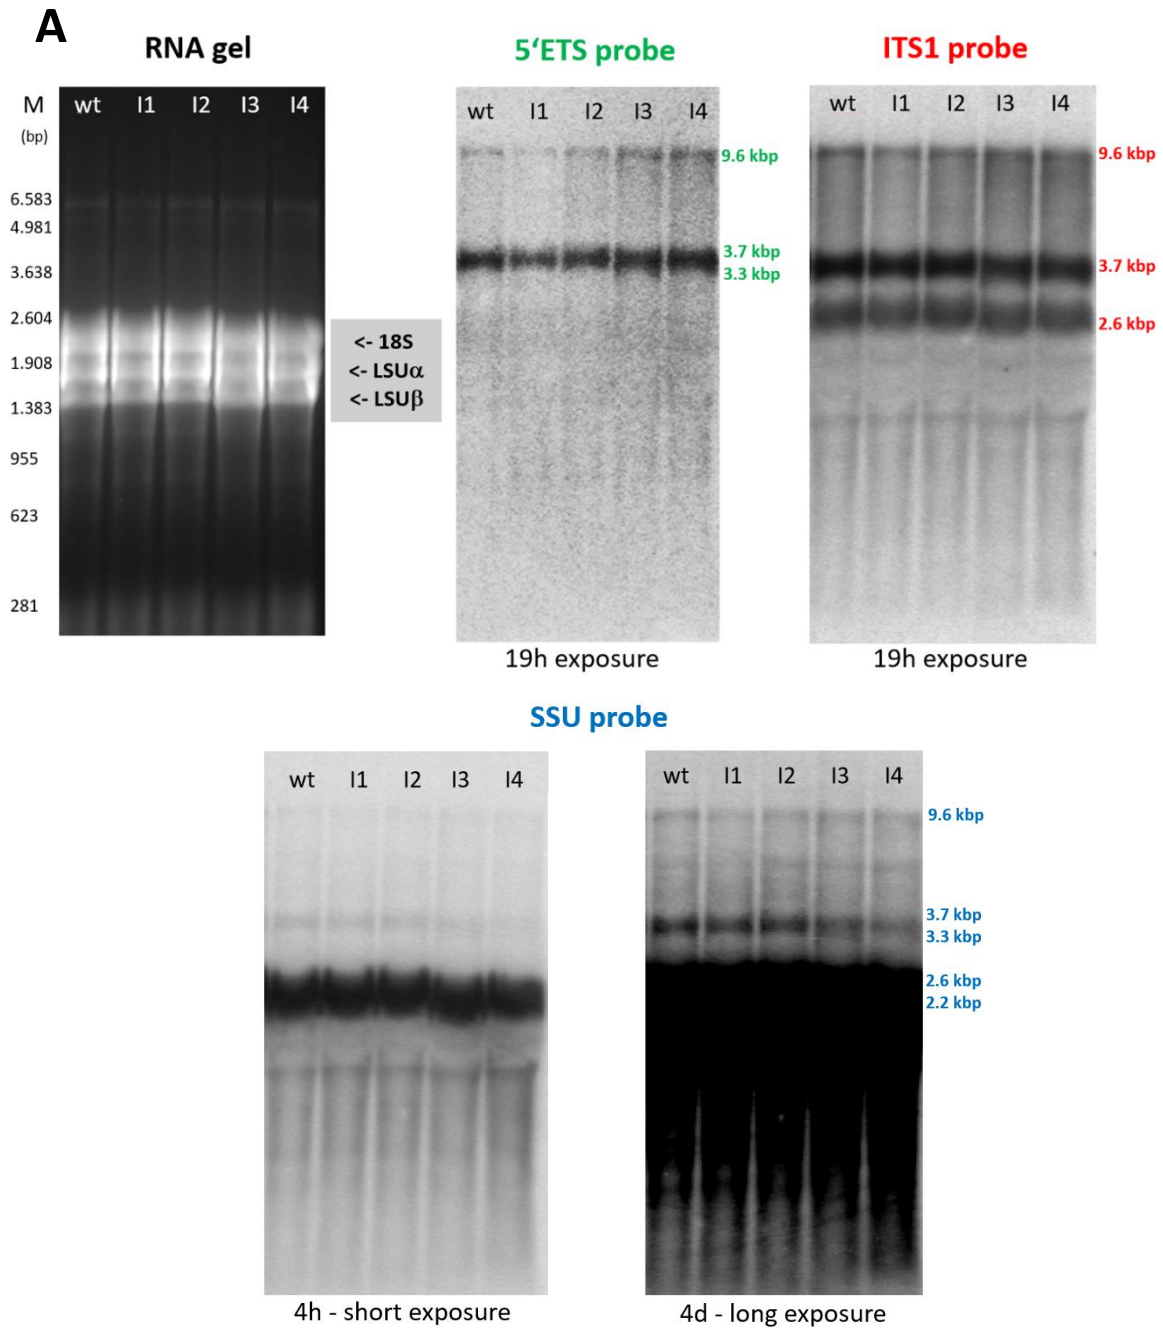 A
RNA gel
5‘ETS probe
ITS1 probe
M
(bp)
wt I1 I2 I3 I4
6.583
4.981
3.638
2.604
1.908
1.383
955
623
281
<- 18S
<- LSUα
<- LSUβ
wt I1 I2 I3 I4
9.6 kbp
3.7 kbp
3.3 kbp
19h exposure
wt I1 I2 I3 I4
9.6 kbp
3.7 kbp
2.6 kbp
19h exposure
SSU probe
wt I1 I2 I3 I4
4h - short exposure
wt I1 I2 I3 I4
9.6 kbp
3.7 kbp
3.3 kbp
2.6 kbp
2.2 kbp
4d - long exposure